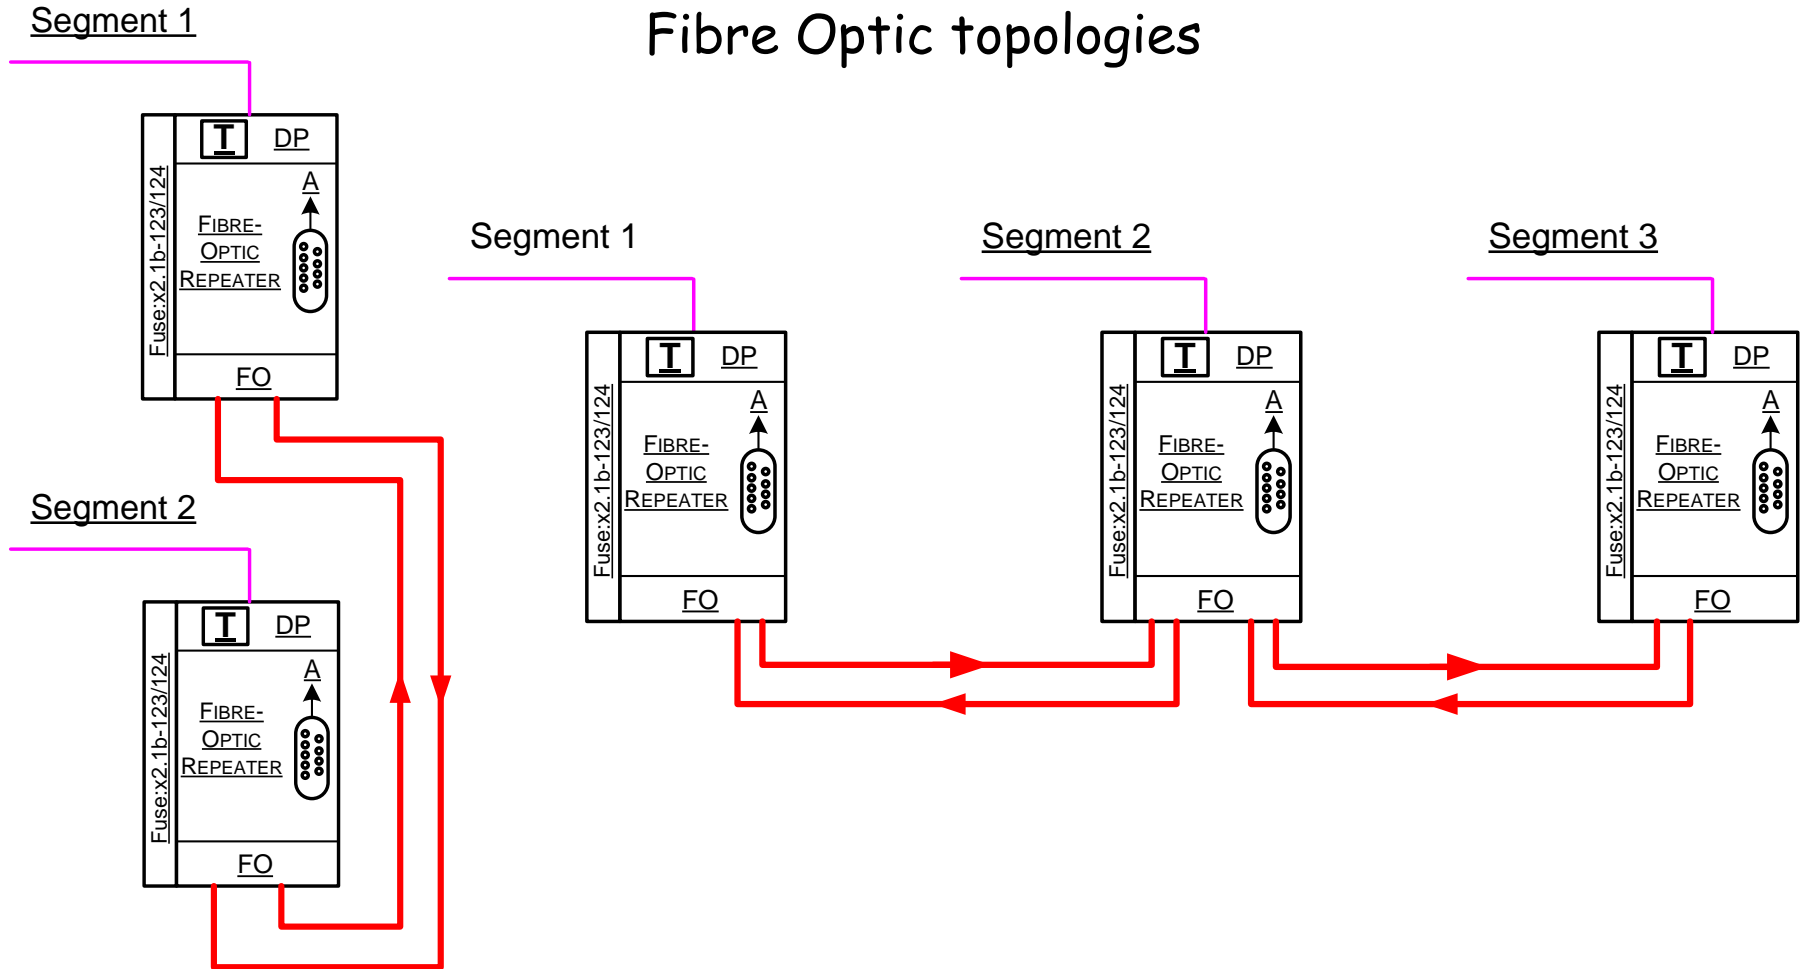 Fibre Optic topologies
Segment 1
T DP
Fuse:x2.1b-123/124
A
FIBRE-
OPTIC
REPEATER
FO
Segment 2
T DP
Fuse:x2.1b-123/124
A
FIBRE-
OPTIC
REPEATER
FO
Segment 1
T DP
Fuse:x2.1b-123/124
A
FIBRE-
OPTIC
REPEATER
FO
Segment 2
T DP
Fuse:x2.1b-123/124
A
FIBRE-
OPTIC
REPEATER
FO
Segment 3
T DP
Fuse:x2.1b-123/124
A
FIBRE-
OPTIC
REPEATER
FO